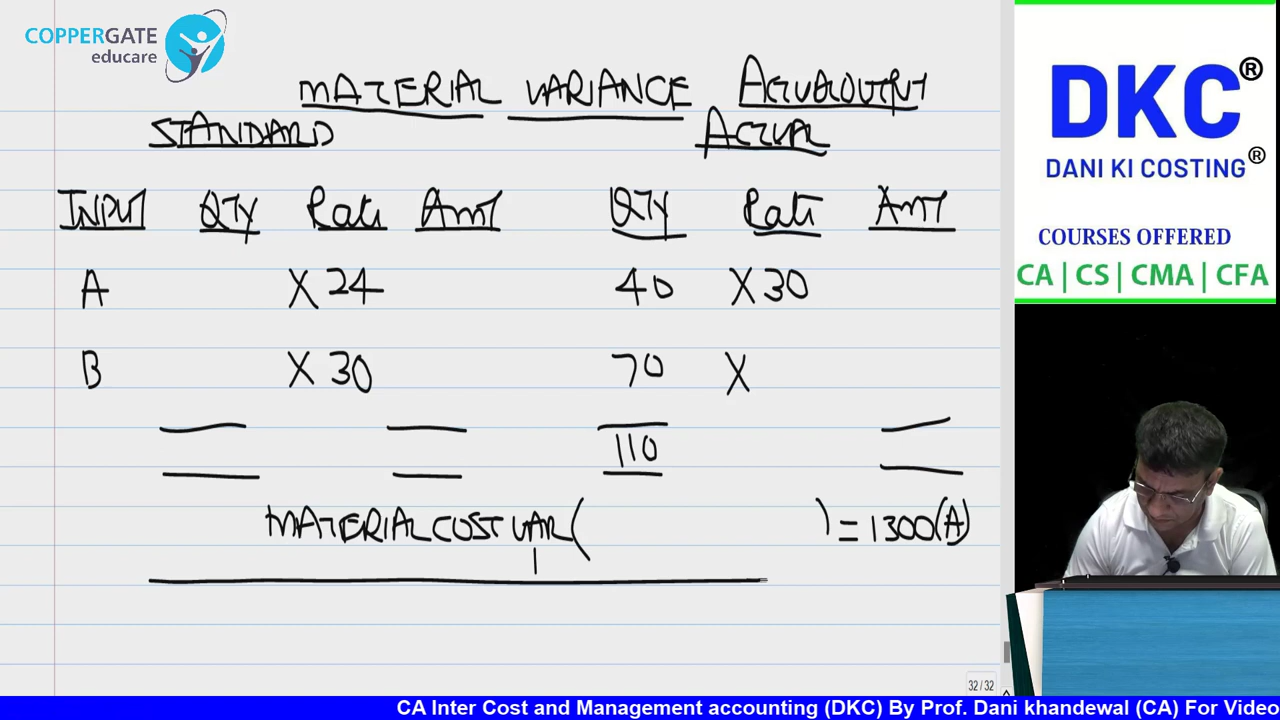 COPPERGATE
educare
MATERIAL VARIANCE
STANDARD ACTUAL
INPUT QTY Rate Amt QTY Rate Amt
A X 24 40 X 30
B X 30 70 X
110
MATERIAL COST VAR ( ) = 1300(A)
32 / 32
DKC®
DANI KI COSTING®
COURSES OFFERED
CA | CS | CMA | CFA
CA Inter Cost and Management accounting (DKC) By Prof. Dani khandewal (CA) For Video